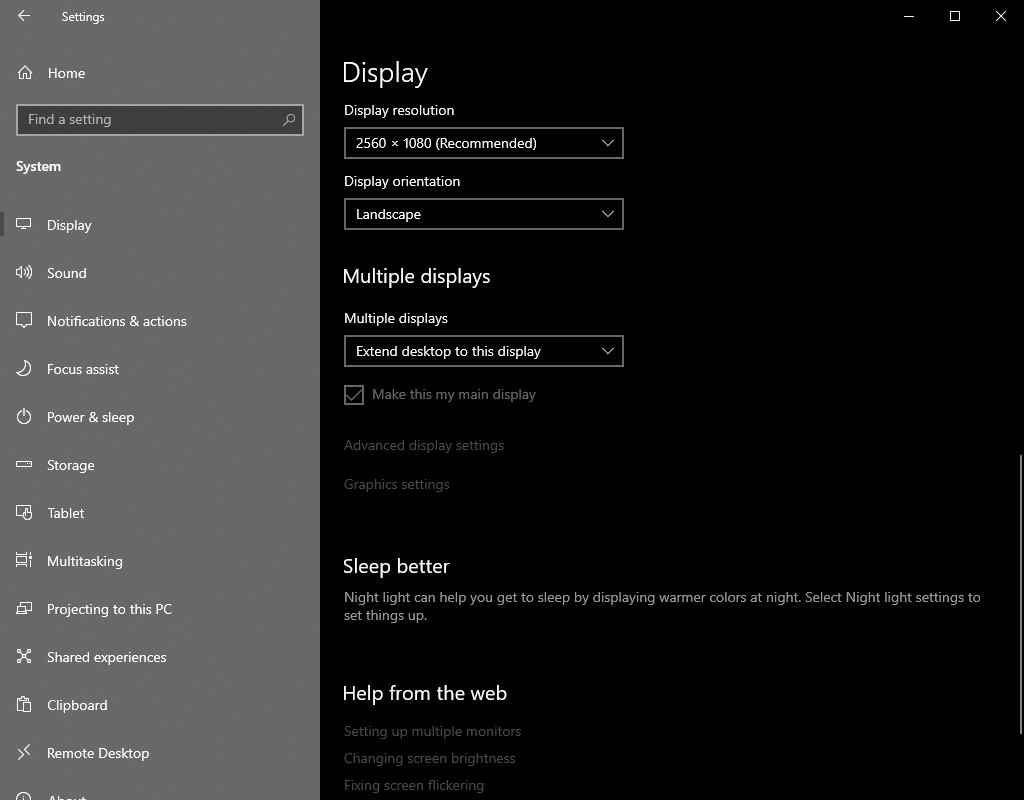 Settings
Home
Find a setting
System
Display
Sound
Notifications & actions
Focus assist
Power & sleep
Storage
Tablet
Multitasking
Projecting to this PC
Shared experiences
Clipboard
Remote Desktop
About
Display
Display resolution
2560 × 1080 (Recommended)
Display orientation
Landscape
Multiple displays
Multiple displays
Extend desktop to this display
Make this my main display
Advanced display settings
Graphics settings
Sleep better
Night light can help you get to sleep by displaying warmer colors at night. Select Night light settings to
set things up.
Help from the web
Setting up multiple monitors
Changing screen brightness
Fixing screen flickering